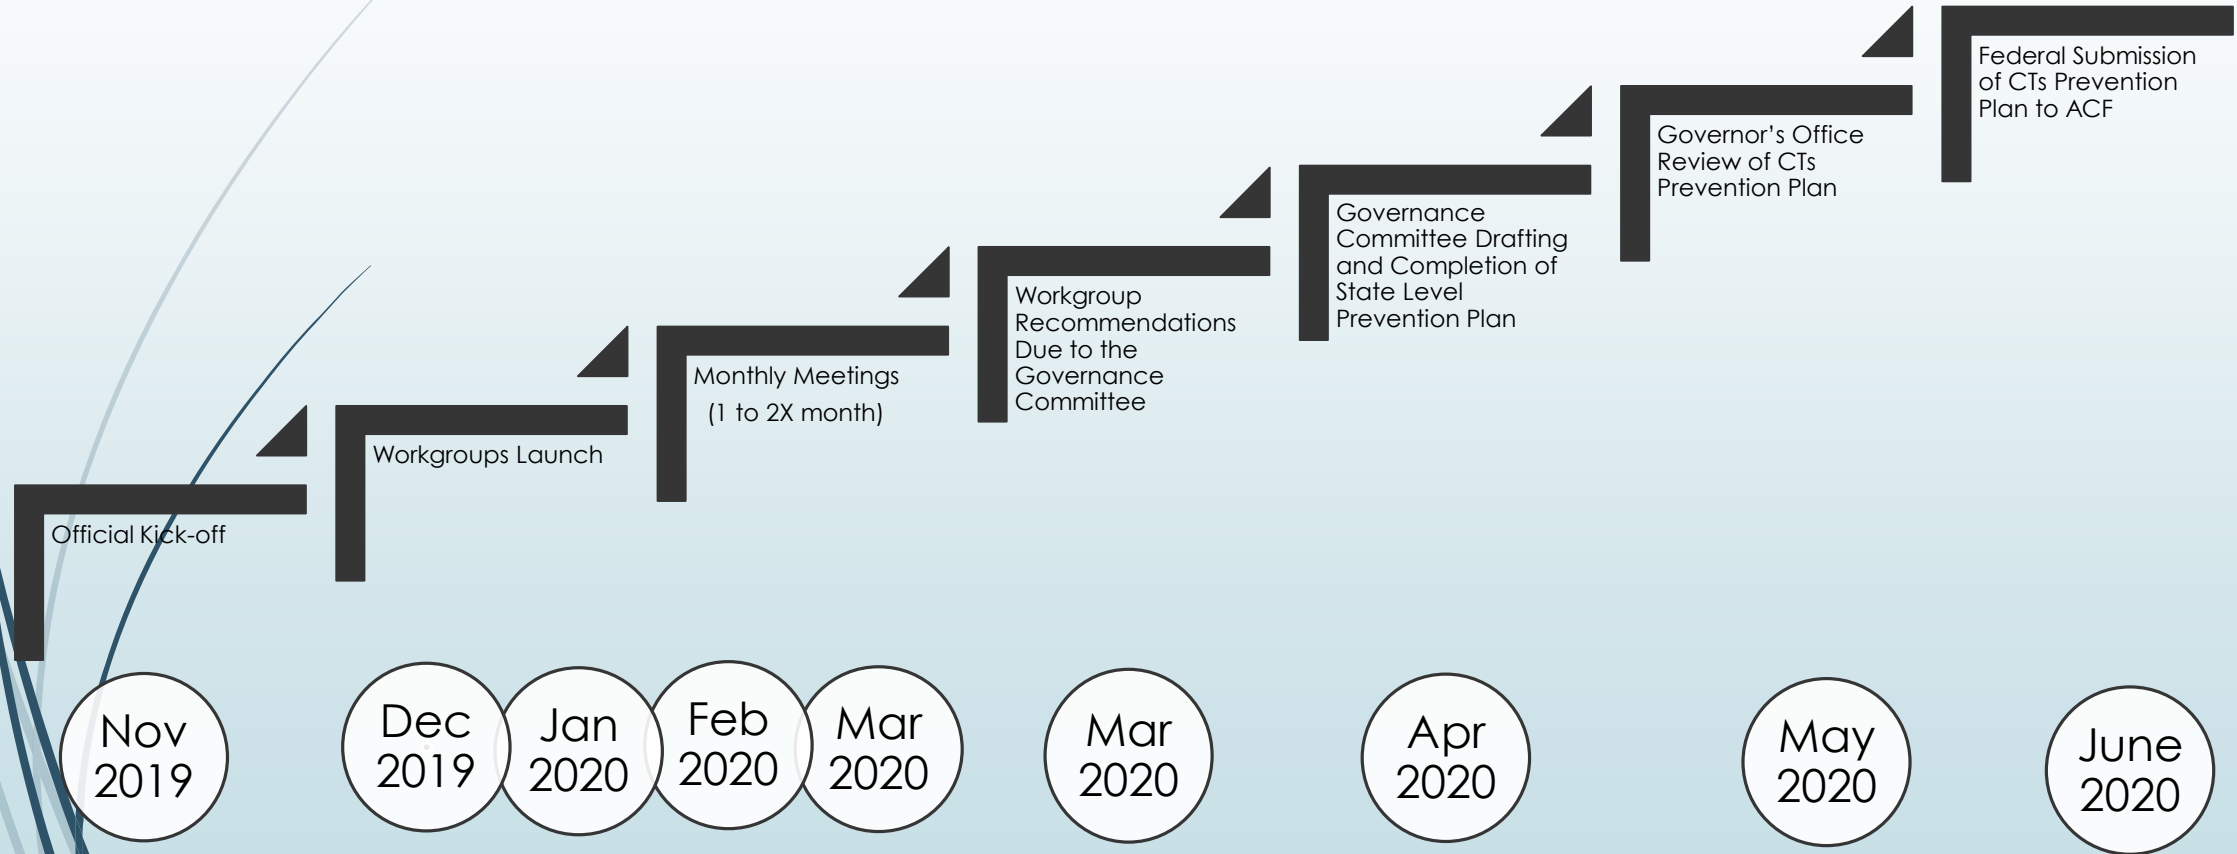 Official Kick-off
Workgroups Launch
Monthly Meetings
(1 to 2X month)
Workgroup
Recommendations
Due to the
Governance
Committee
Governance
Committee Drafting
and Completion of
State Level
Prevention Plan
Governor’s Office
Review of CTs
Prevention Plan
Federal Submission
of CTs Prevention
Plan to ACF
Nov
2019
Dec
2019
Jan
2020
Feb
2020
Mar
2020
Mar
2020
Apr
2020
May
2020
June
2020